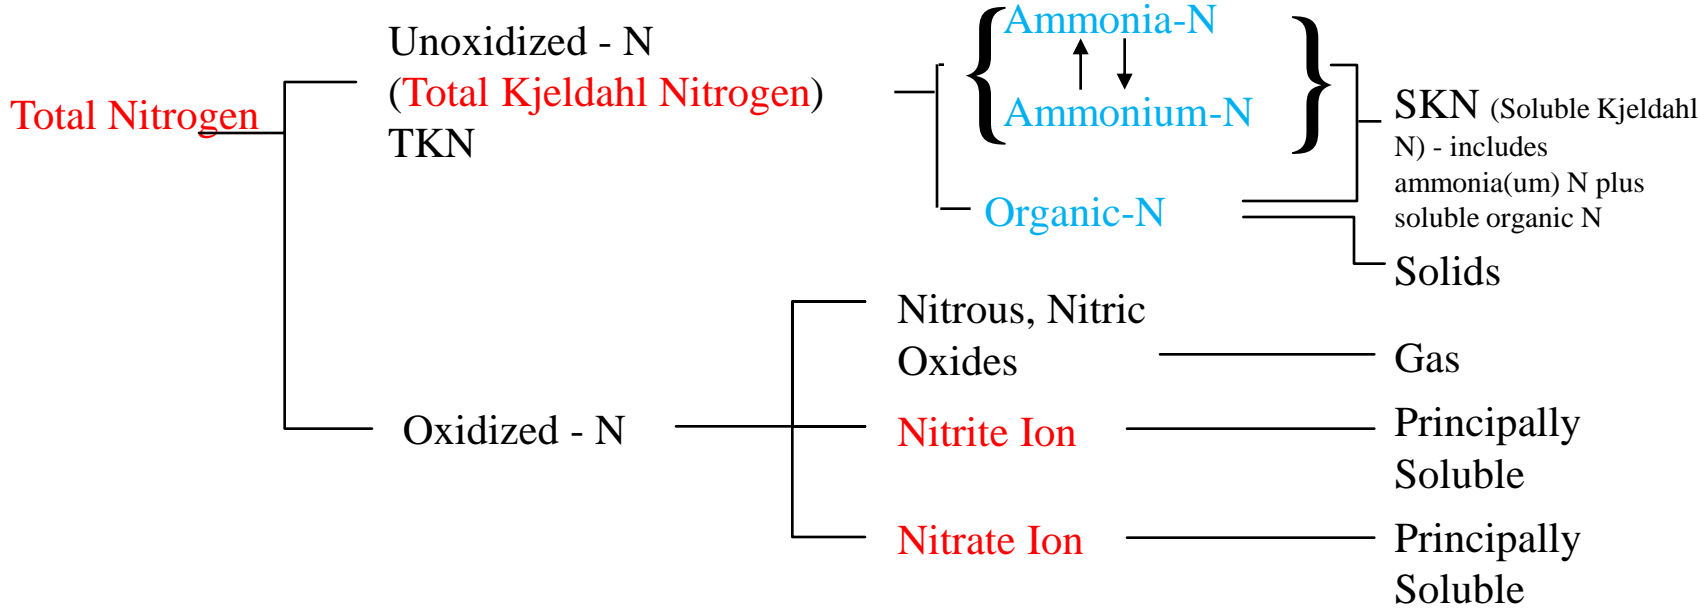 Total Nitrogen
Unoxidized - N
(Total Kjeldahl Nitrogen)
TKN
{
Ammonia-N
Ammonium-N
}
Organic-N
SKN (Soluble Kjeldahl
N) - includes
ammonia(um) N plus
soluble organic N
Solids
Oxidized - N
Nitrous, Nitric
Oxides
Gas
Nitrite Ion
Principally
Soluble
Nitrate Ion
Principally
Soluble